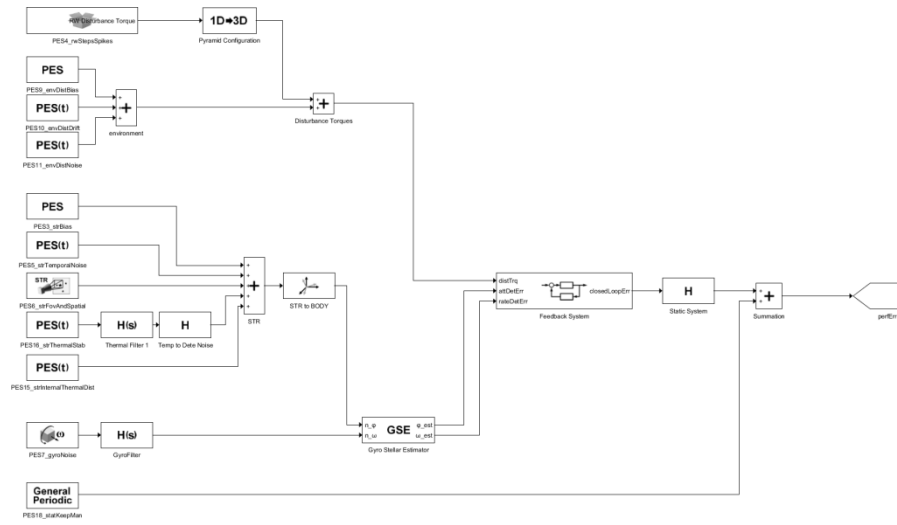 RW Disturbance Torque
PES4_rwStepsSpikes
1D➡3D
Pyramid Configuration
PES
PES9_envDistBias
PES(t)
PES10_envDistDrift
PES(t)
PES11_envDistNoise
+
+
+
+
environment
+
+
+
Disturbance Torques
PES
PES3_strBias
PES(t)
PES5_strTemporalNoise
STR
PES6_strFovAndSpatial
PES(t)
PES16_strThermalStab
H(s)
Thermal Filter 1
H
Temp to Dete Noise
PES(t)
PES15_strInternalThermalDist
+
+
+
+
+
+
STR
STR to BODY
distTrq
attDetErr
rateDetErr
closedLoopErr
Feedback System
H
Static System
+
+
+
Summation
perfErr
ω
PES7_gyroNoise
H(s)
GyroFilter
n_φ
n_ω
GSE
φ_est
ω_est
Gyro Stellar Estimator
General
Periodic
PES18_statKeepMan